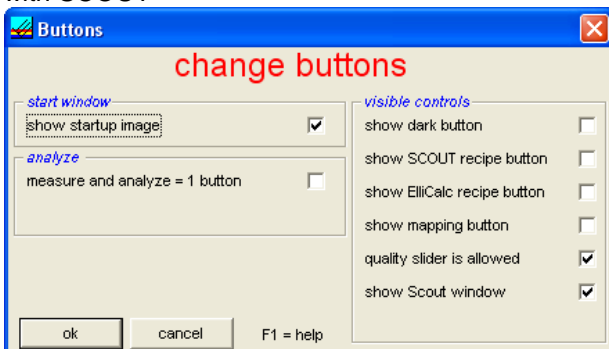 with SCOUT
Buttons
change buttons
start window
show startup image
analyze
measure and analyze = 1 button
visible controls
show dark button
show SCOUT recipe button
show ElliCalc recipe button
show mapping button
quality slider is allowed
show Scout window
ok
cancel
F1 = help